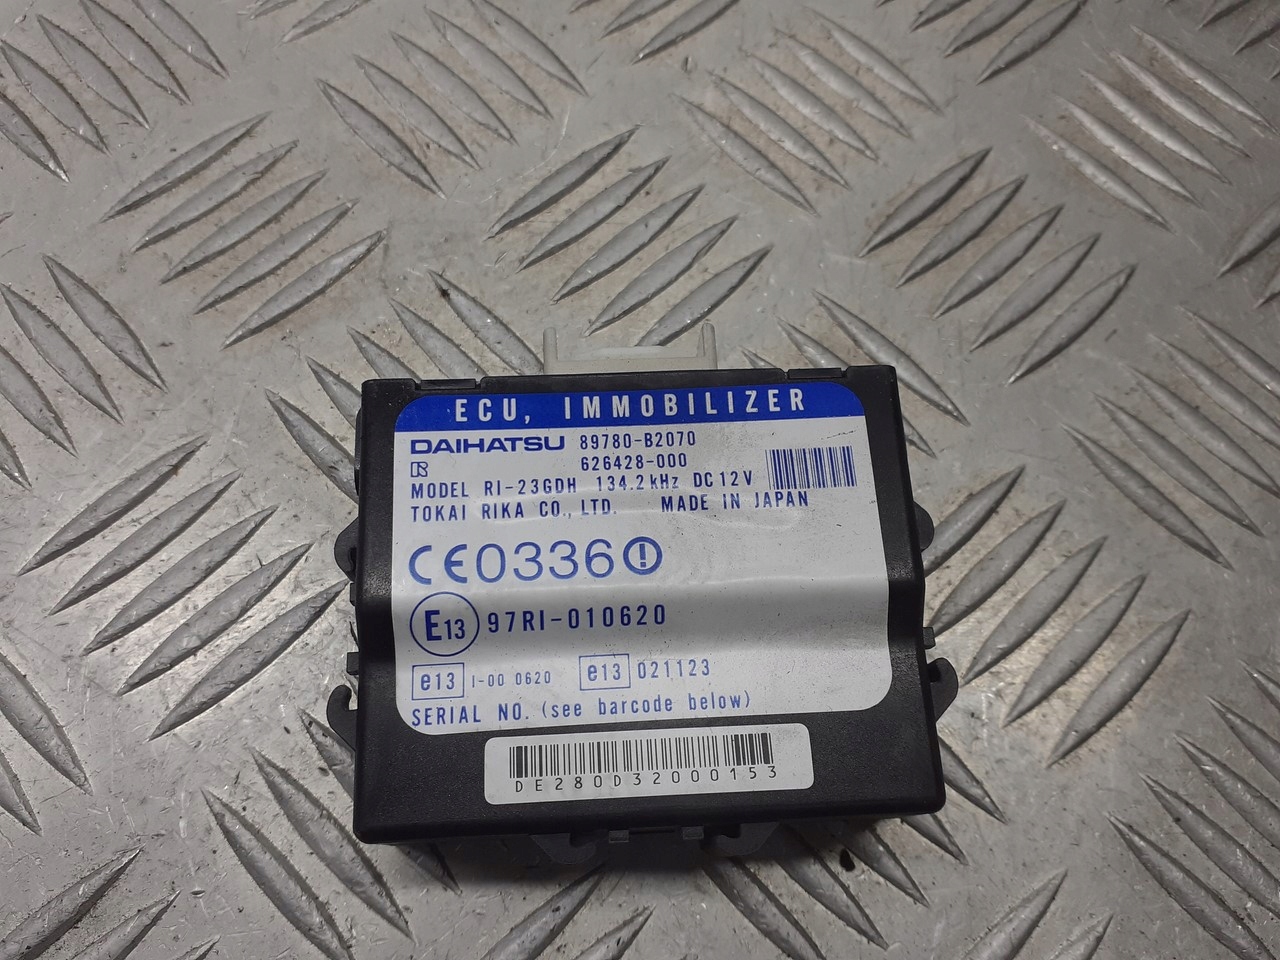 ECU, IMMOBILIZER
DAIHATSU 89780-B2070
R 626428-000
MODEL RI-23GDH 134.2kHz DC12V
TOKAI RIKA CO., LTD. MADE IN JAPAN
CE0336!
E13 97RI-010620
e13 I-00 0620 e13 021123
SERIAL NO. (see barcode below)
DE280D32000153